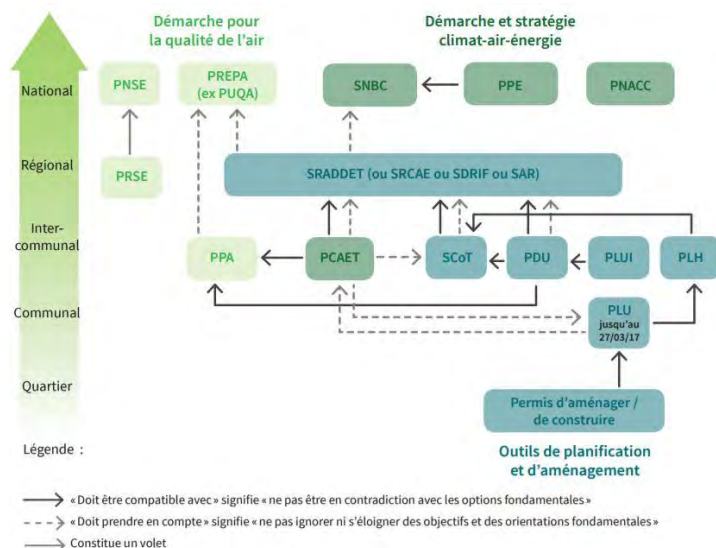 Démarche pour
la qualité de l'air
Démarche et stratégie
climat-air-énergie
National
PNSE
PREPA
(ex PUQA)
SNBC
PPE
PNACC
Régional
PRSE
SRADDET (ou SRCAE ou SDRIF ou SAR)
Inter-
communal
PPA
PCAET
SCoT
PDU
PLUI
PLH
Communal
PLU
jusqu'au
27/03/17
Quartier
Permis d'aménager /
de construire
Outils de planification
et d'aménagement
Légende :
« Doit être compatible avec » signifie « ne pas être en contradiction avec les options fondamentales »
« Doit prendre en compte » signifie « ne pas ignorer ni s'éloigner des objectifs et des orientations fondamentales »
Constitue un volet